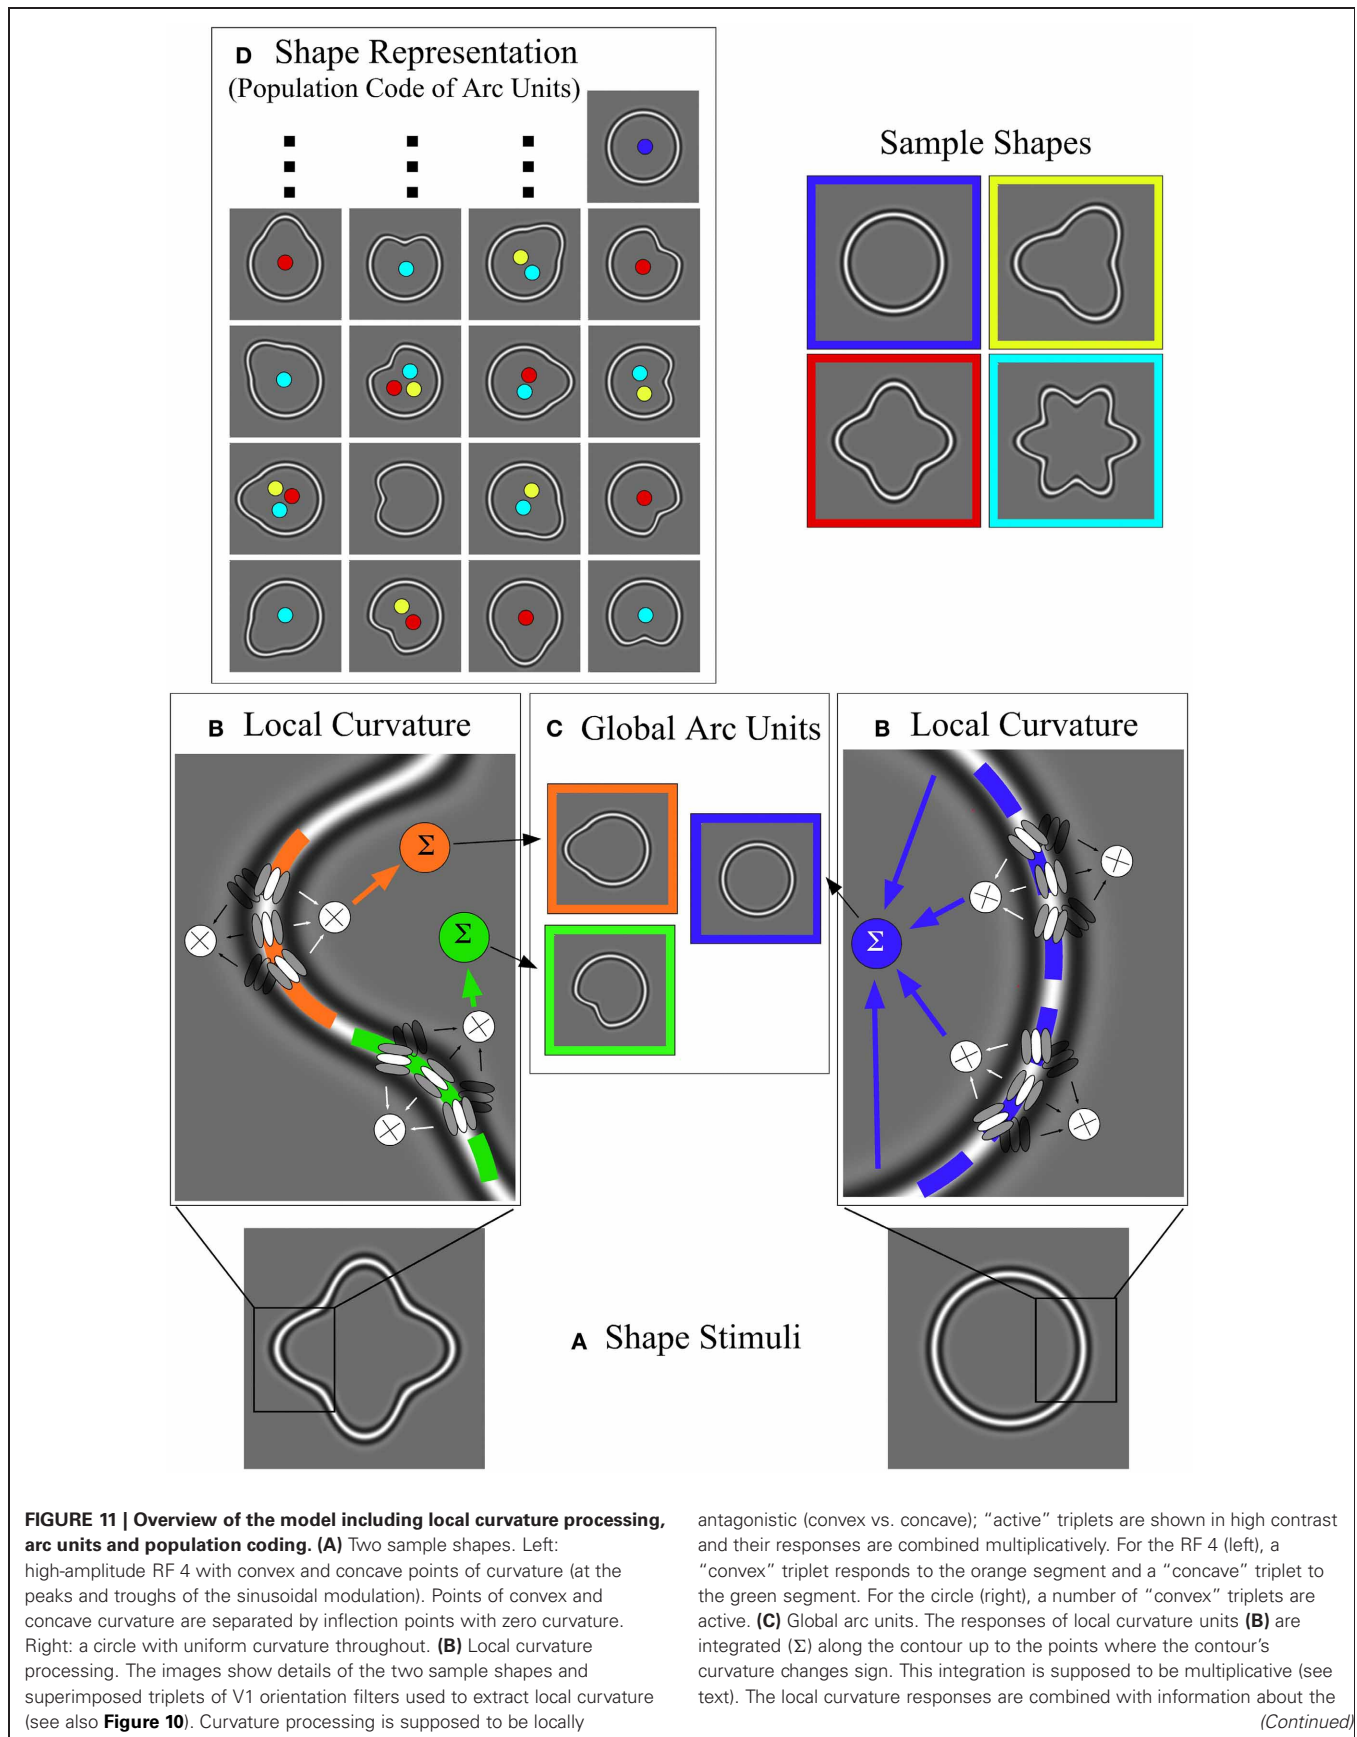 D Shape Representation
(Population Code of Arc Units)
Sample Shapes
B Local Curvature
C Global Arc Units
B Local Curvature
Σ
Σ
Σ
A Shape Stimuli
FIGURE 11 | Overview of the model including local curvature processing,
arc units and population coding. (A) Two sample shapes. Left:
high-amplitude RF 4 with convex and concave points of curvature (at the
peaks and troughs of the sinusoidal modulation). Points of convex and
concave curvature are separated by inflection points with zero curvature.
Right: a circle with uniform curvature throughout. (B) Local curvature
processing. The images show details of the two sample shapes and
superimposed triplets of V1 orientation filters used to extract local curvature
(see also Figure 10). Curvature processing is supposed to be locally
antagonistic (convex vs. concave); “active” triplets are shown in high contrast
and their responses are combined multiplicatively. For the RF 4 (left), a
“convex” triplet responds to the orange segment and a “concave” triplet to
the green segment. For the circle (right), a number of “convex” triplets are
active. (C) Global arc units. The responses of local curvature units (B) are
integrated (Σ) along the contour up to the points where the contour’s
curvature changes sign. This integration is supposed to be multiplicative (see
text). The local curvature responses are combined with information about the
(Continued)